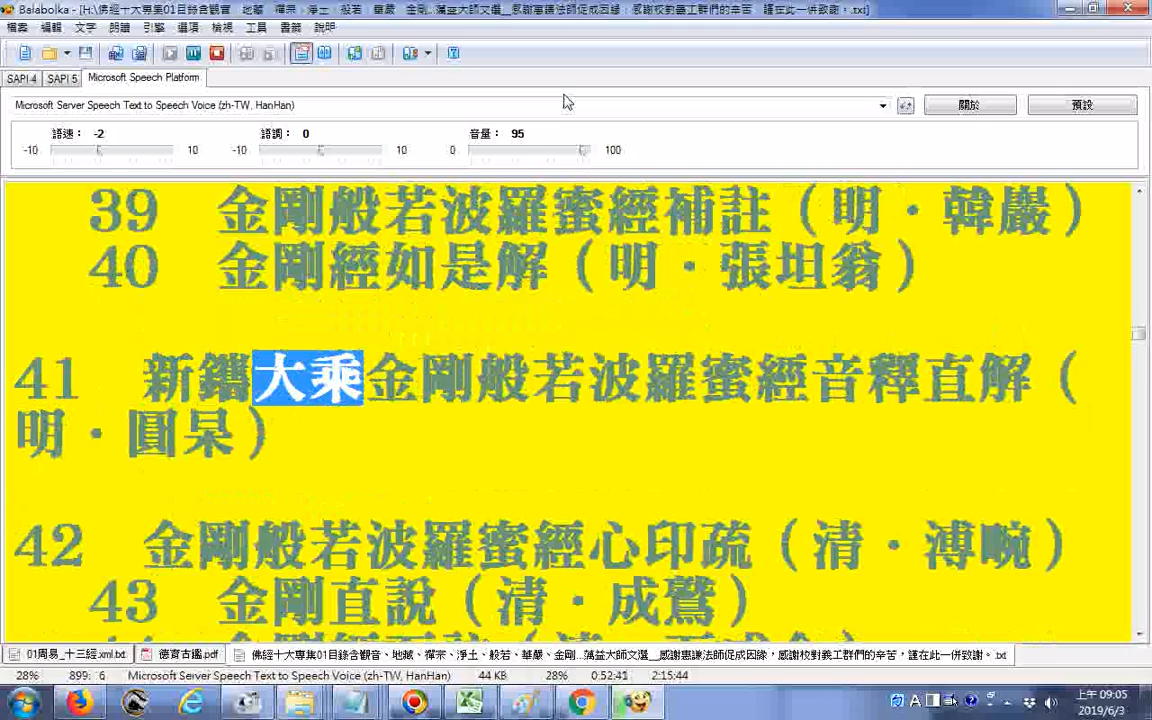 Balabolka - [H:\佛經十大專集01目錄含觀音　地藏　禪宗　淨土　般若　華嚴　金剛...蕅益大師文選__感謝憲謙法師促成因緣，感謝校對義工群們的辛苦，謹在此一併致謝。.txt]
檔案 編輯 文字 朗讀 引擎 選項 檢視 工具 書籤 說明
SAPI 4 SAPI 5 Microsoft Speech Platform
Microsoft Server Speech Text to Speech Voice (zh-TW, HanHan) 關於 預設
語速： -2 語調： 0 音量： 95
-10 10 -10 10 0 100
39 金剛般若波羅蜜經補註（明．韓巖）
40 金剛經如是解（明．張坦翁）
41 新鐫大乘金剛般若波羅蜜經音釋直解（
明．圓杲）
42 金剛般若波羅蜜經心印疏（清．溥畹）
43 金剛直說（清．成鷲）
01周易_十三經.xml.txt 德育古鑑.pdf 佛經十大專集01目錄含觀音、地藏、禪宗、淨土、般若、華嚴、金剛...蕅益大師文選__感謝憲謙法師促成因緣，感謝校對義工群們的辛苦，謹在此一併致謝。.txt
28% 899: 6 Microsoft Server Speech Text to Speech Voice (zh-TW, HanHan) 44 KB 28% 0:52:41 2:15:44
上午 09:05
2019/6/3